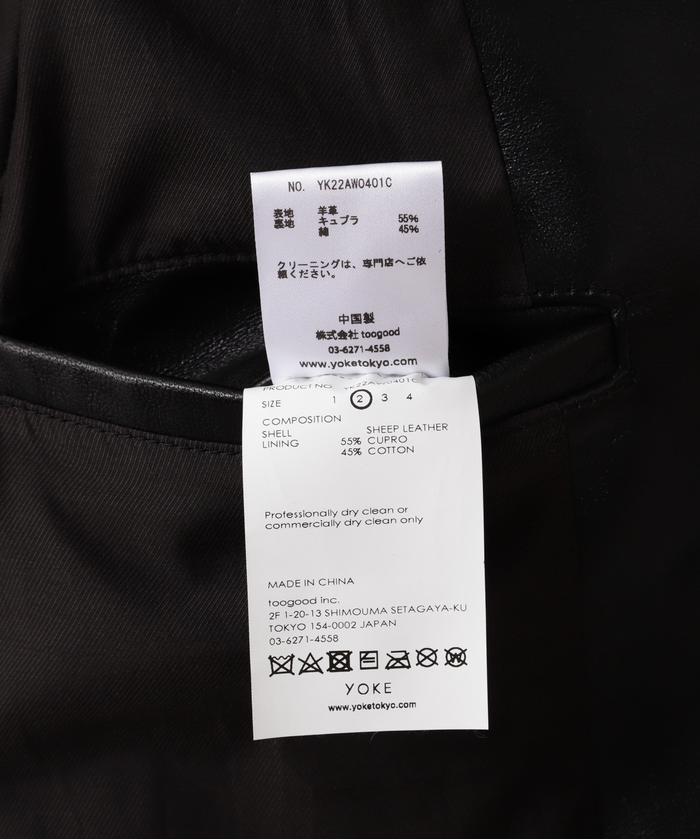 NO. YK22AW0401C
表地 羊革
裏地 キュプラ 55%
綿 45%
クリーニングは、専門店へご依
頼ください。
中国製
株式会社 toogood
03-6271-4558
www.yoketokyo.com
PRODUCT NO. YK22AW0401C
SIZE 1 2 3 4
COMPOSITION
SHELL SHEEP LEATHER
LINING 55% CUPRO
45% COTTON
Professionally dry clean or
commercially dry clean only
MADE IN CHINA
toogood inc.
2F 1-20-13 SHIMOUMA SETAGAYA-KU
TOKYO 154-0002 JAPAN
03-6271-4558
YOKE
www.yoketokyo.com